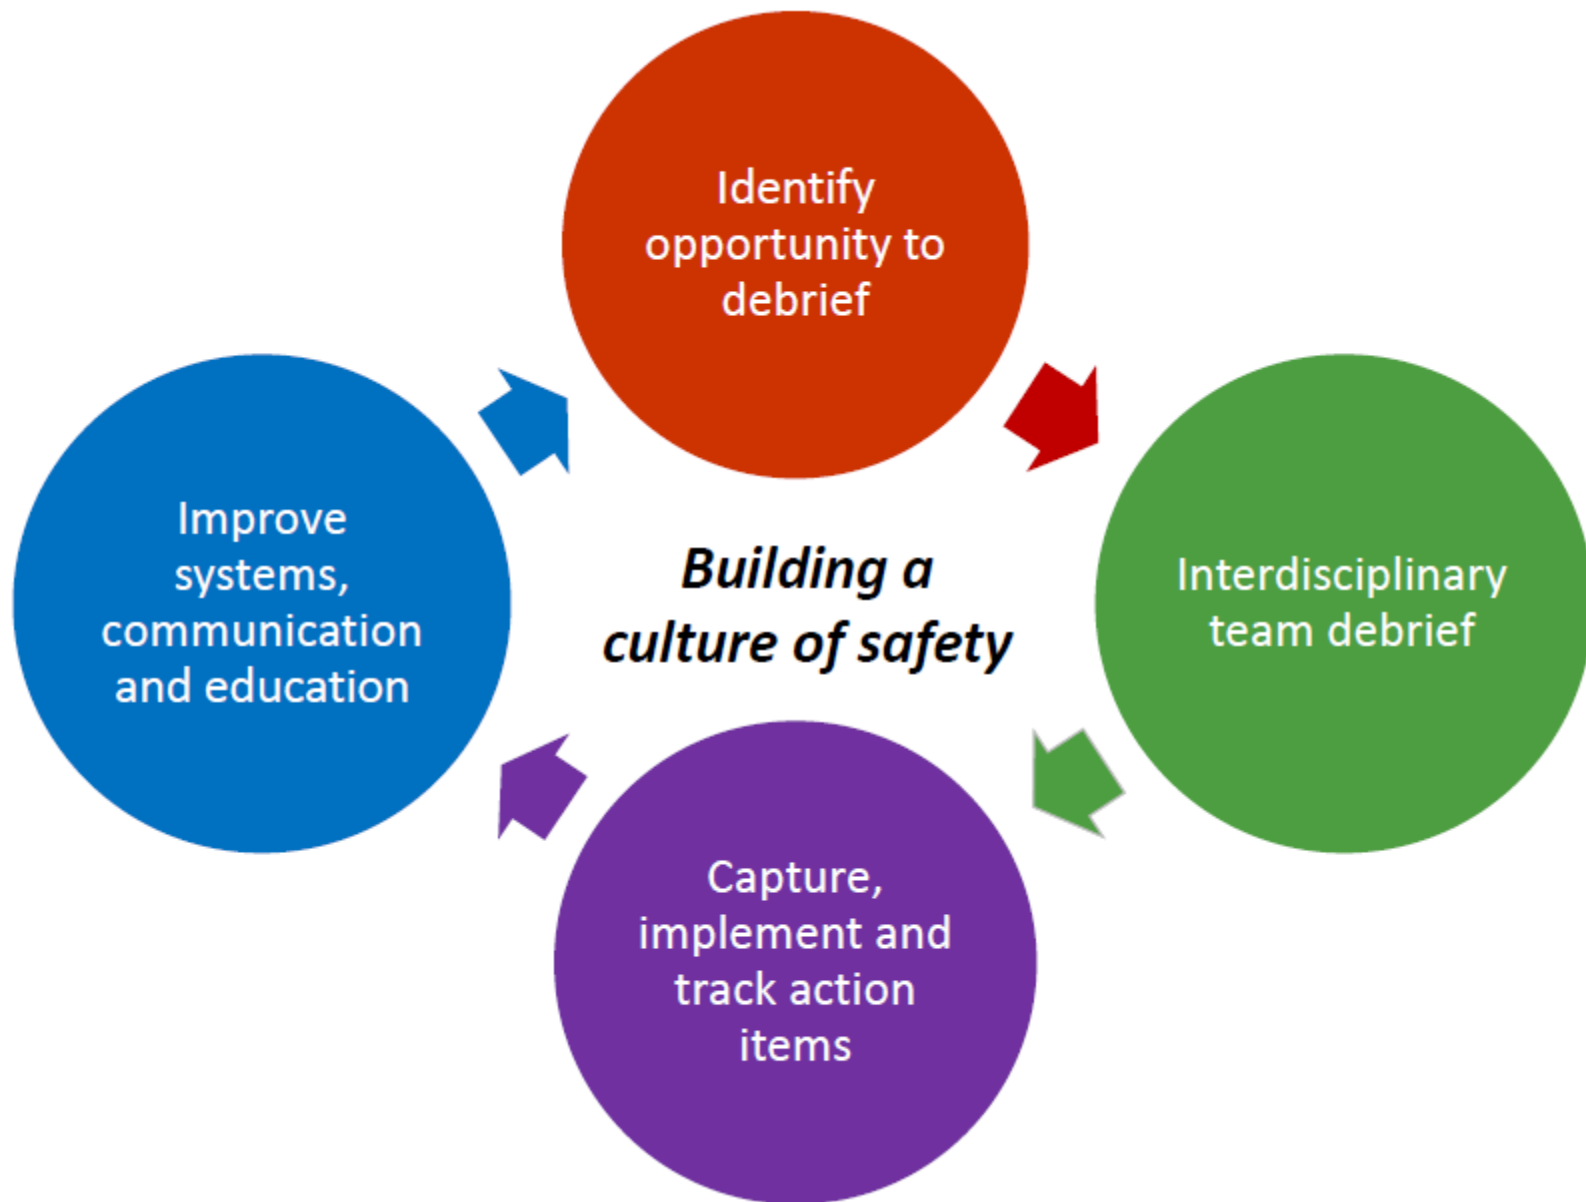 Identify
opportunity to
debrief
Interdisciplinary
team debrief
Capture,
implement and
track action
items
Improve
systems,
communication
and education
Building a
culture of safety